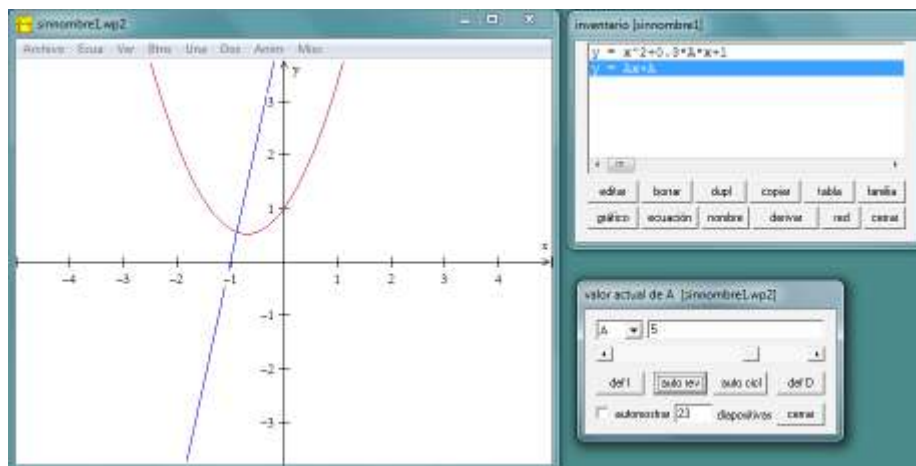 sinnombre1.wp2
Archivo Ecua Ver Btns Una Dos Anim Misc
y
3
2
1
x
-4 -3 -2 -1 1 2 3 4
-1
-2
-3
inventario [sinnombre1]
y = x^2+0.3*A*x+1
y = Ax+A
editar borrar dupl copiar tabla familia
gráfico ecuación nombre derivar red cerrar
valor actual de A [sinnombre1.wp2]
A 5
def I auto rev auto cicl def D
automostrar 23 diapositivas cerrar